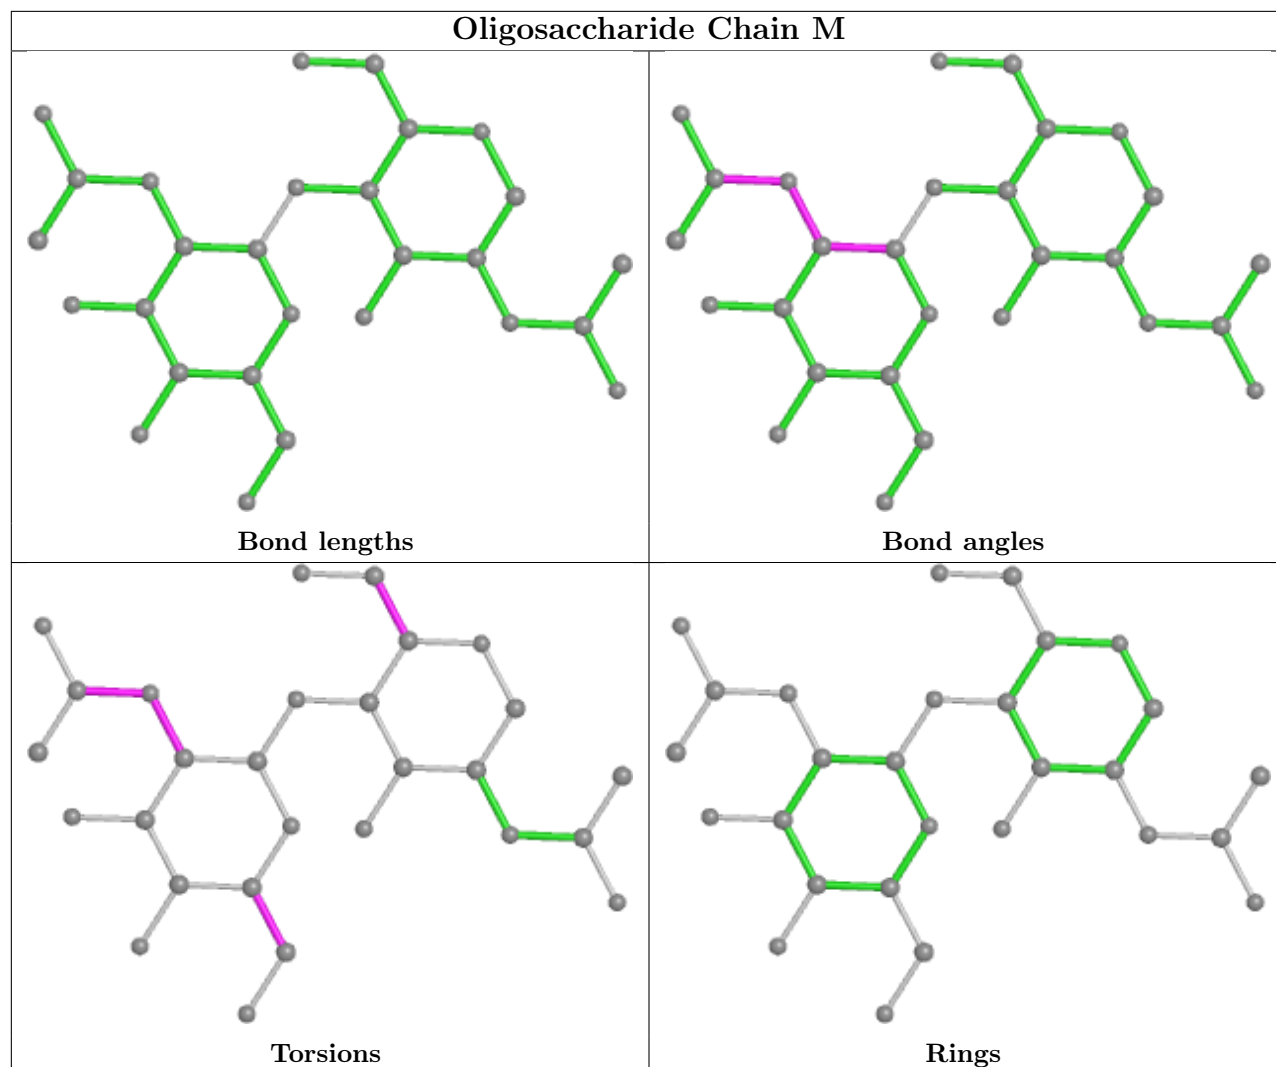 Oligosaccharide Chain M
Bond lengths
Bond angles
Torsions
Rings